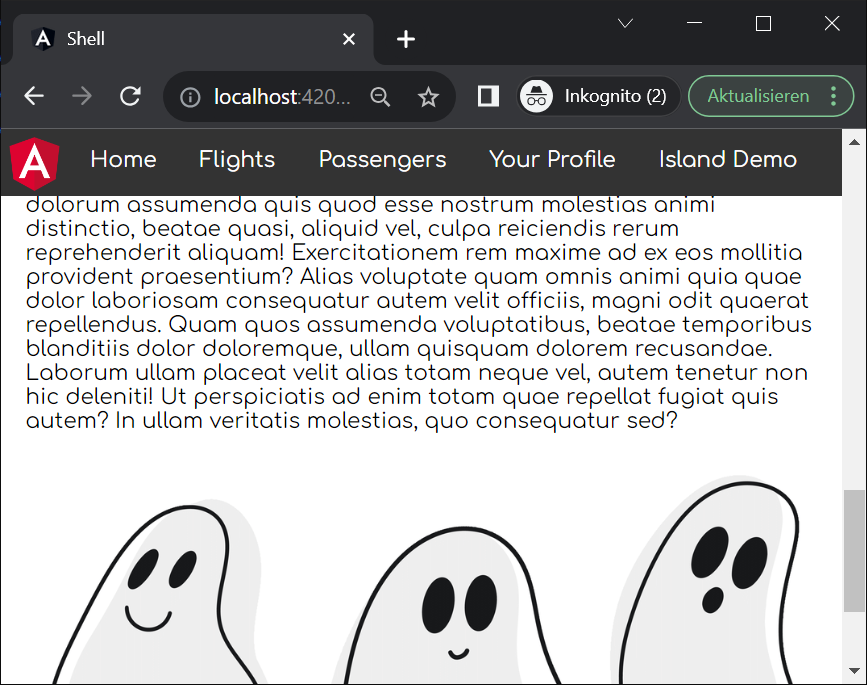 Shell
localhost:420...
Inkognito (2)
Aktualisieren
Home Flights Passengers Your Profile Island Demo
dolorum assumenda quis quod esse nostrum molestias animi
distinctio, beatae quasi, aliquid vel, culpa reiciendis rerum
reprehenderit aliquam! Exercitationem rem maxime ad ex eos mollitia
provident praesentium? Alias voluptate quam omnis animi quia quae
dolor laboriosam consequatur autem velit officiis, magni odit quaerat
repellendus. Quam quos assumenda voluptatibus, beatae temporibus
blanditiis dolor doloremque, ullam quisquam dolorem recusandae.
Laborum ullam placeat velit alias totam neque vel, autem tenetur non
hic deleniti! Ut perspiciatis ad enim totam quae repellat fugiat quis
autem? In ullam veritatis molestias, quo consequatur sed?